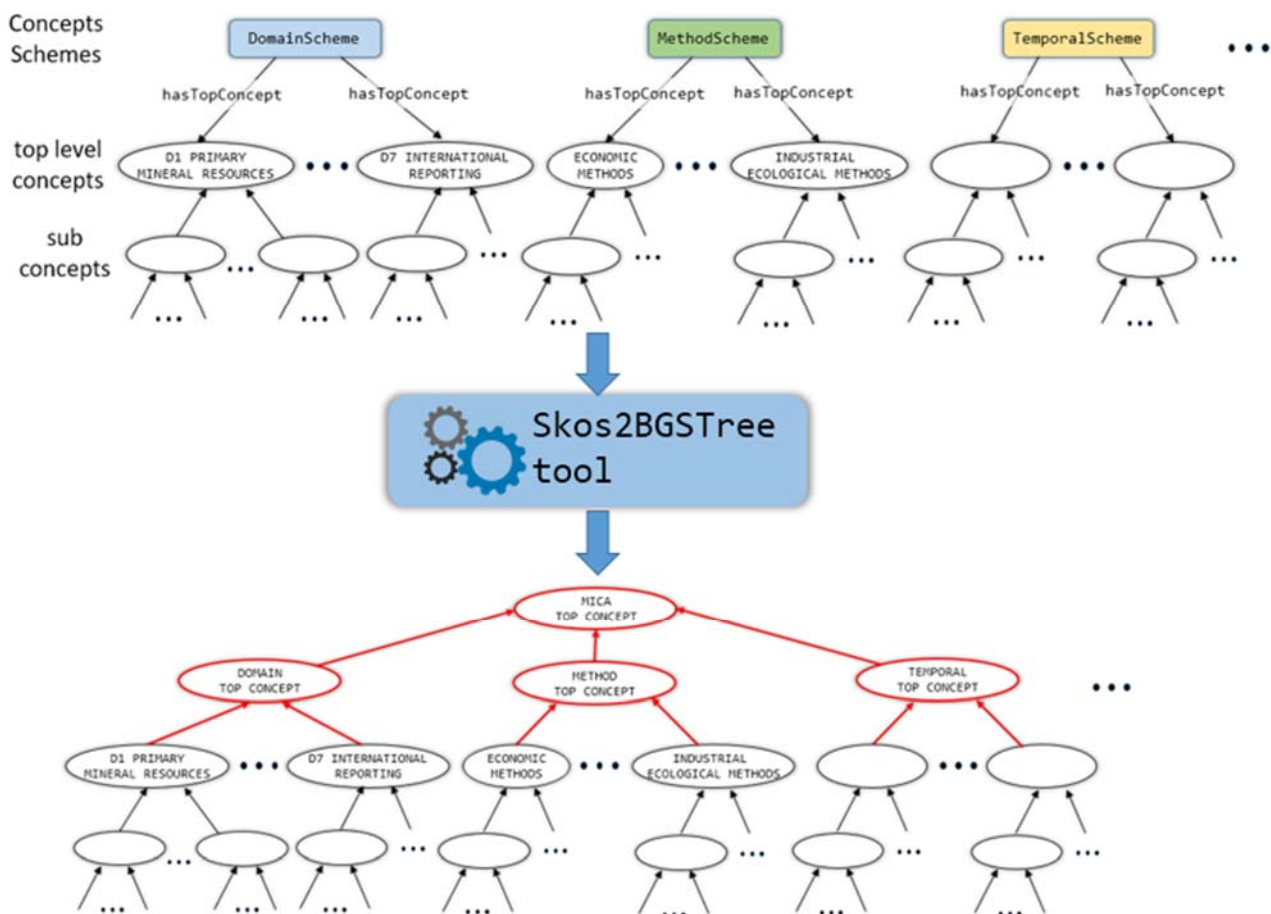 Concepts
Schemes
DomainScheme
MethodScheme
TemporalScheme
...
hasTopConcept
hasTopConcept
hasTopConcept
hasTopConcept
hasTopConcept
hasTopConcept
top level
concepts
D1 PRIMARY
MINERAL RESOURCES
...
D7 INTERNATIONAL
REPORTING
ECONOMIC
METHODS
...
INDUSTRIAL
ECOLOGICAL METHODS
...
sub
concepts
...
...
...
...
...
...
...
...
...
...
...
...
...
Skos2BGSTree
tool
MICA
TOP CONCEPT
DOMAIN
TOP CONCEPT
METHOD
TOP CONCEPT
TEMPORAL
TOP CONCEPT
...
D1 PRIMARY
MINERAL RESOURCES
...
D7 INTERNATIONAL
REPORTING
ECONOMIC
METHODS
...
INDUSTRIAL
ECOLOGICAL METHODS
...
...
...
...
...
...
...
...
...
...
...
...
...
...